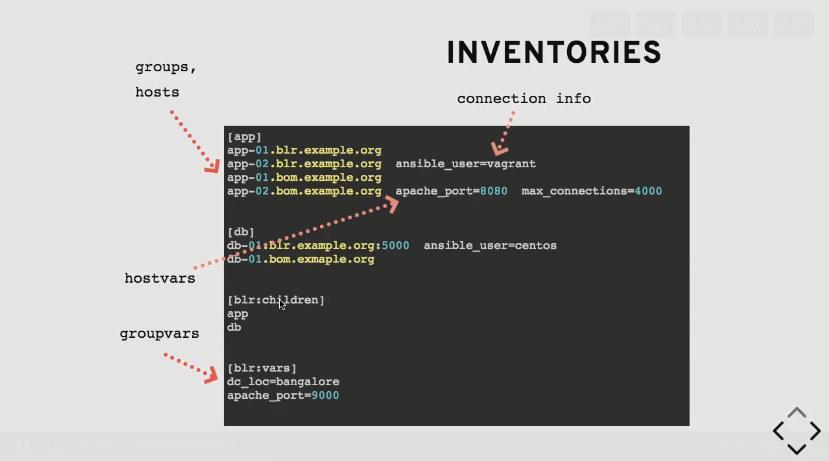 INVENTORIES
groups,
hosts
connection info
[app]
app-01.blr.example.org
app-02.blr.example.org ansible_user=vagrant
app-01.bom.example.org
app-02.bom.example.org apache_port=8080 max_connections=4000
[db]
db-01.blr.example.org:5000 ansible_user=centos
db-01.bom.exmaple.org
hostvars
[blr:children]
app
db
groupvars
[blr:vars]
dc_loc=bangalore
apache_port=9000